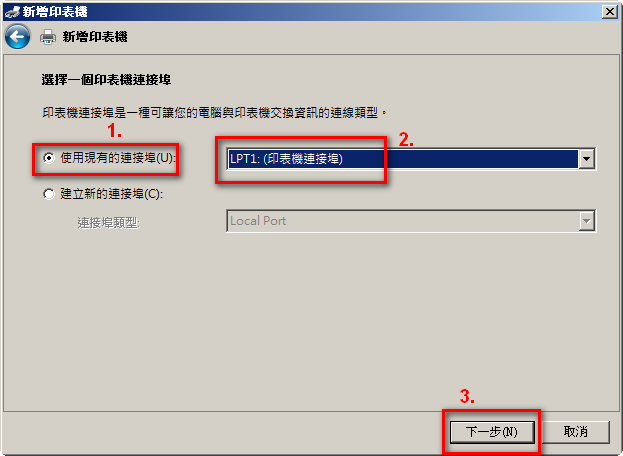 新增印表機
新增印表機
選擇一個印表機連接埠
印表機連接埠是一種可讓您的電腦與印表機交換資訊的連線類型。
1.
2.
使用現有的連接埠(U):
LPT1: (印表機連接埠)
建立新的連接埠(C):
連接埠類型:
Local Port
3.
下一步(N)
取消